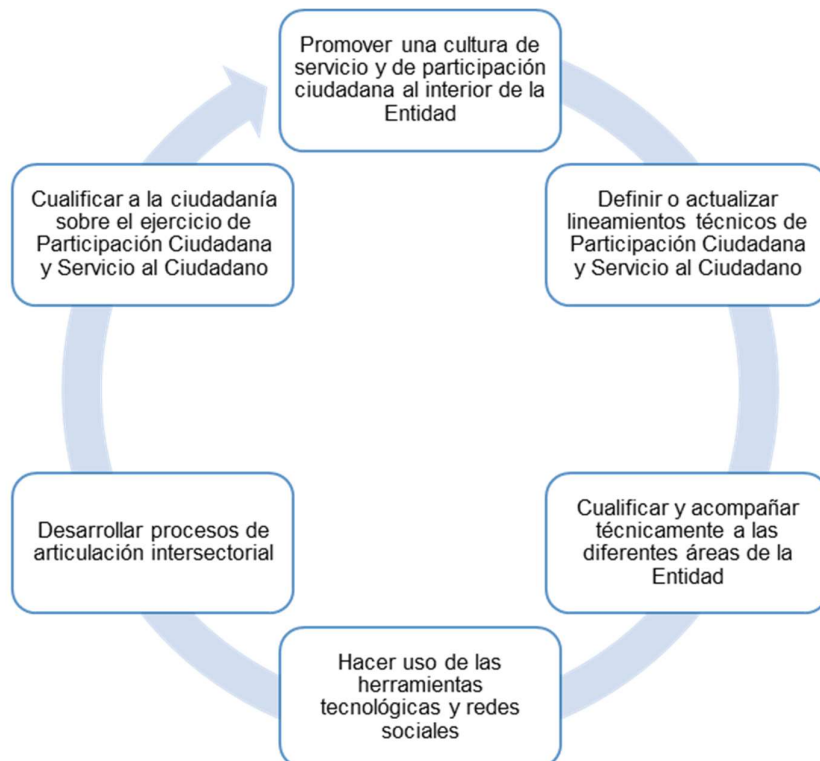 Promover una cultura de
servicio y de participación
ciudadana al interior de la
Entidad
Definir o actualizar
lineamientos técnicos de
Participación Ciudadana
y Servicio al Ciudadano
Cualificar y acompañar
técnicamente a las
diferentes áreas de la
Entidad
Hacer uso de las
herramientas
tecnológicas y redes
sociales
Desarrollar procesos de
articulación intersectorial
Cualificar a la ciudadanía
sobre el ejercicio de
Participación Ciudadana
y Servicio al Ciudadano